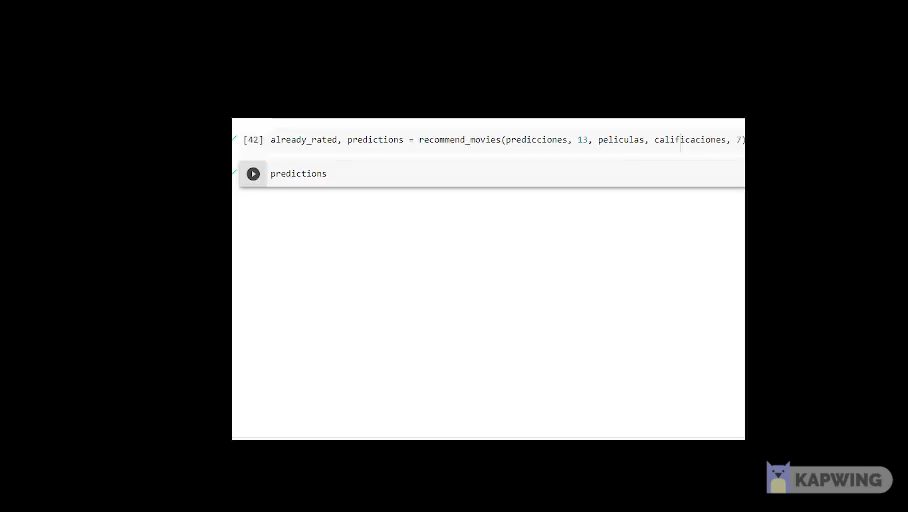 [42] already_rated, predictions = recommend_movies(predicciones, 13, peliculas, calificaciones, 7)
predictions
KAPWING